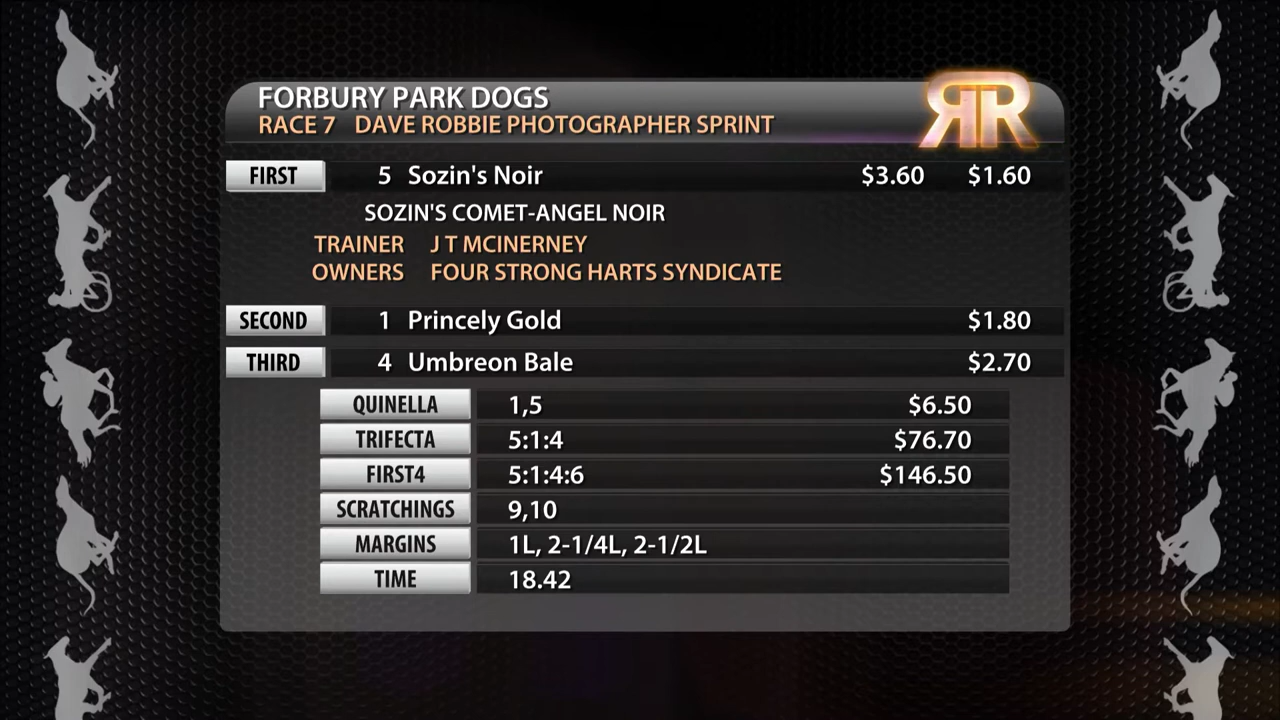 FORBURY PARK DOGS
RACE 7 DAVE ROBBIE PHOTOGRAPHER SPRINT
RR
FIRST 5 Sozin's Noir $3.60 $1.60
SOZIN'S COMET-ANGEL NOIR
TRAINER J T MCINERNEY
OWNERS FOUR STRONG HARTS SYNDICATE
SECOND 1 Princely Gold $1.80
THIRD 4 Umbreon Bale $2.70
QUINELLA 1,5 $6.50
TRIFECTA 5:1:4 $76.70
FIRST4 5:1:4:6 $146.50
SCRATCHINGS 9,10
MARGINS 1L, 2-1/4L, 2-1/2L
TIME 18.42